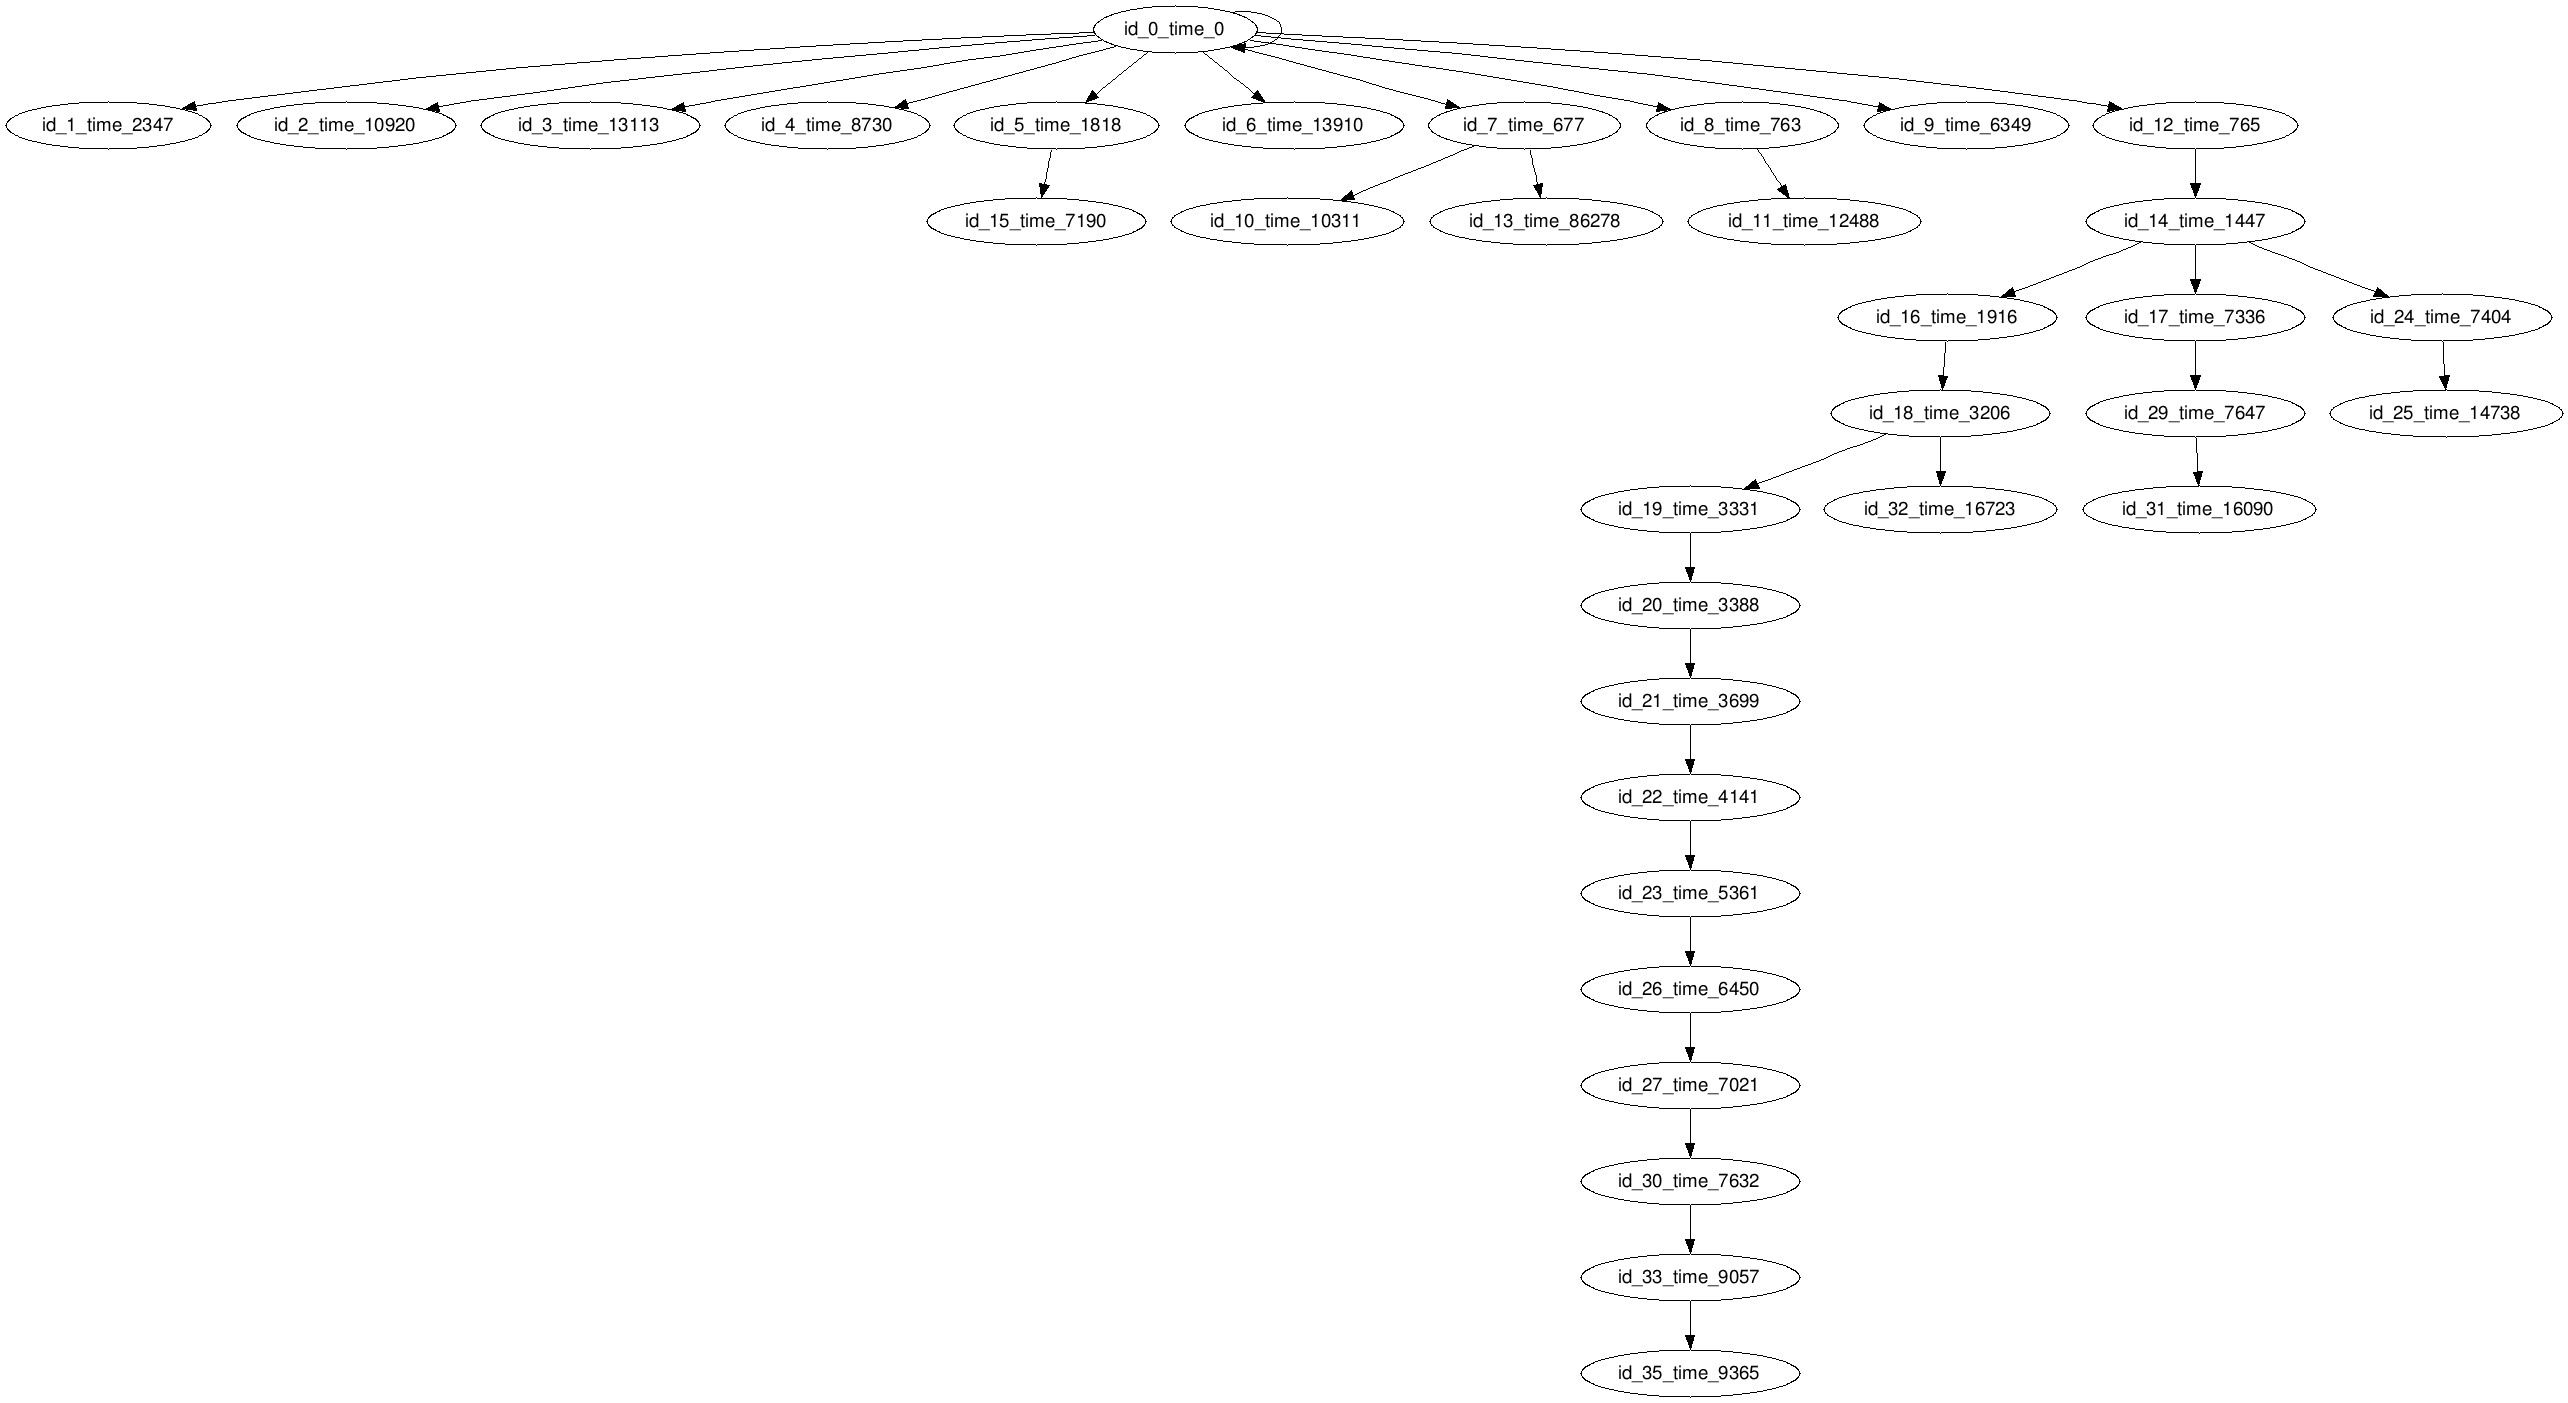 id_0_time_0
id_1_time_2347
id_2_time_10920
id_3_time_13113
id_4_time_8730
id_5_time_1818
id_6_time_13910
id_7_time_677
id_8_time_763
id_9_time_6349
id_12_time_765
id_15_time_7190
id_10_time_10311
id_13_time_86278
id_11_time_12488
id_14_time_1447
id_16_time_1916
id_17_time_7336
id_24_time_7404
id_18_time_3206
id_29_time_7647
id_25_time_14738
id_19_time_3331
id_32_time_16723
id_31_time_16090
id_20_time_3388
id_21_time_3699
id_22_time_4141
id_23_time_5361
id_26_time_6450
id_27_time_7021
id_30_time_7632
id_33_time_9057
id_35_time_9365